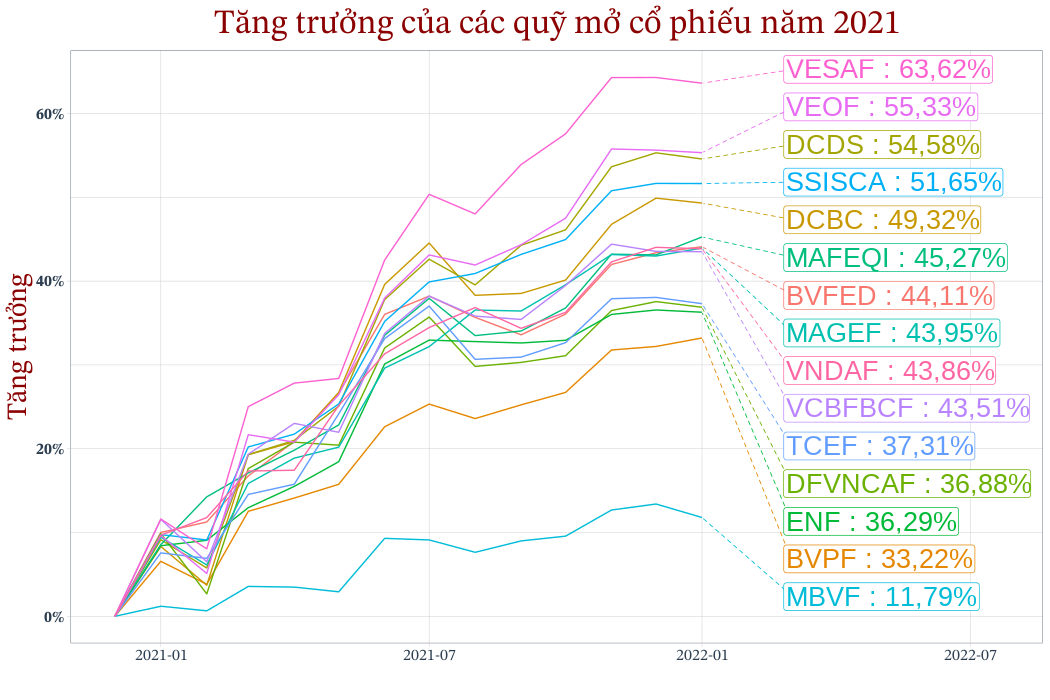 Tăng trưởng của các quỹ mở cổ phiếu năm 2021
Tăng trưởng
60%
40%
20%
0%
VESAF : 63,62%
VEOF : 55,33%
DCDS : 54,58%
SSISCA : 51,65%
DCBC : 49,32%
MAFEQI : 45,27%
BVFED : 44,11%
MAGEF : 43,95%
VNDAF : 43,86%
VCBFBCF : 43,51%
TCEF : 37,31%
DFVNCAF : 36,88%
ENF : 36,29%
BVPF : 33,22%
MBVF : 11,79%
2021-01
2021-07
2022-01
2022-07